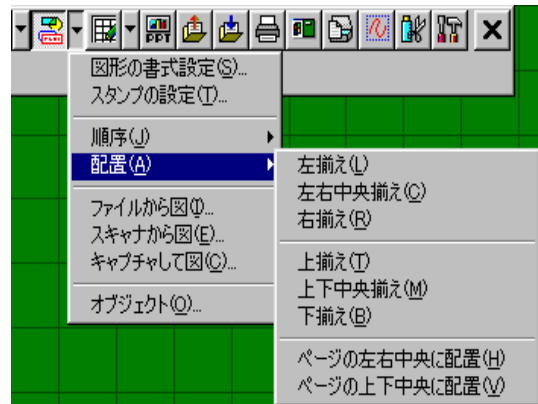 PPT
図形の書式設定(S)...
スタンプの設定(T)...
順序(J)
配置(A)
ファイルから図(I)...
スキャナから図(E)...
キャプチャして図(C)...
オブジェクト(O)...
左揃え(L)
左右中央揃え(C)
右揃え(R)
上揃え(T)
上下中央揃え(M)
下揃え(B)
ページの左右中央に配置(H)
ページの上下中央に配置(V)